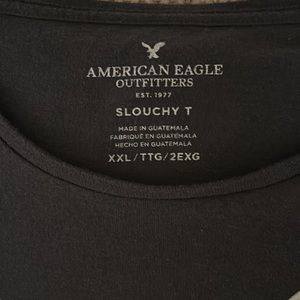 AMERICAN EAGLE
OUTFITTERS
EST. 1977
SLOUCHY T
MADE IN GUATEMALA
FABRIQUÉ EN GUATEMALA
HECHO EN GUATEMALA
XXL / TTG / 2EXG